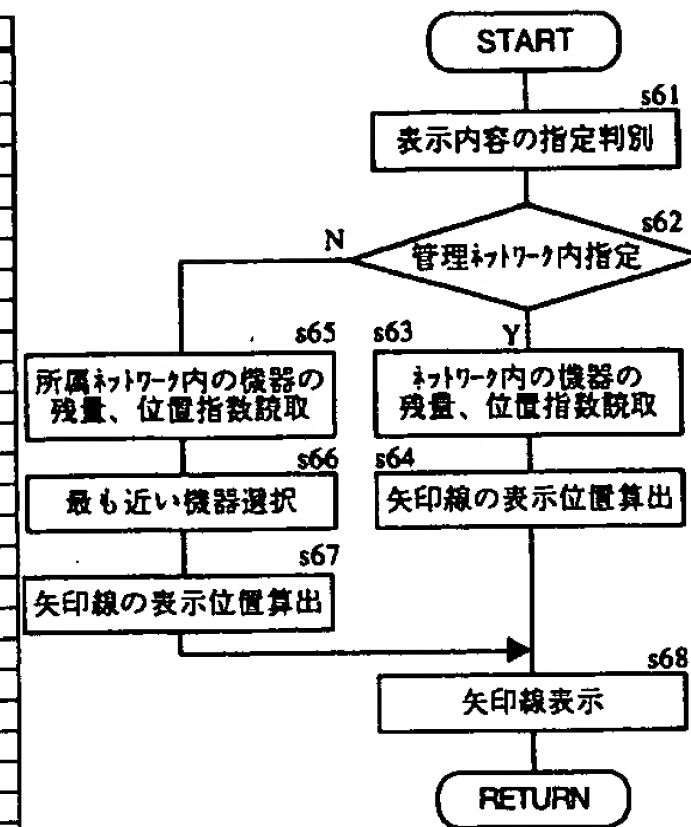 START
s61
表示内容の指定判別
s62
管理ﾈｯﾄﾜｰｸ内指定
N
Y
s65
所属ﾈｯﾄﾜｰｸ内の機器の
残量、位置指数読取
s63
ﾈｯﾄﾜｰｸ内の機器の
残量、位置指数読取
s66
最も近い機器選択
s64
矢印線の表示位置算出
s67
矢印線の表示位置算出
s68
矢印線表示
RETURN